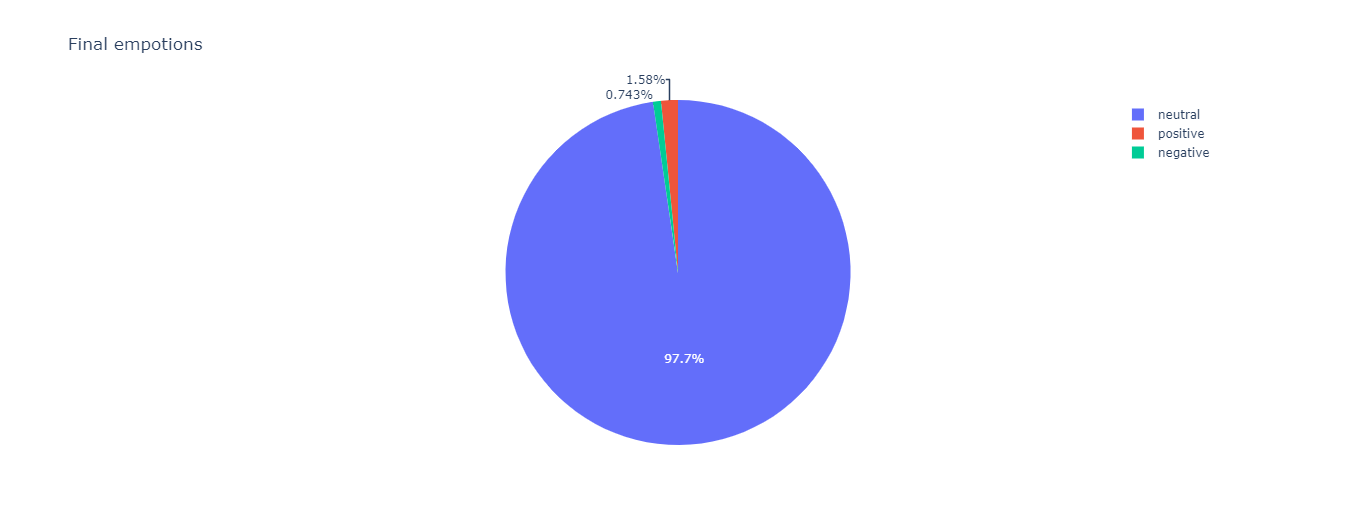 Final empotions
1.58%
0.743%
neutral
positive
negative
97.7%